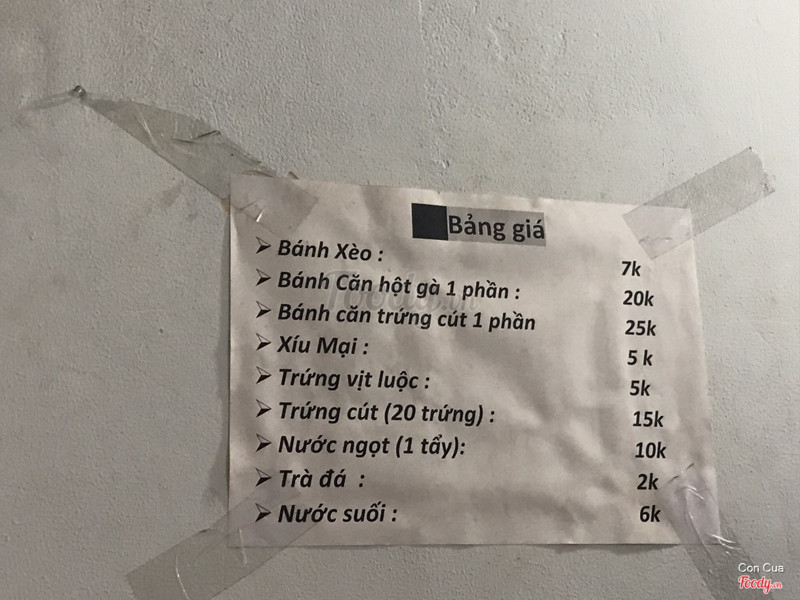 Bảng giá
➢ Bánh Xèo : 7k
➢ Bánh Căn hột gà 1 phần : 20k
➢ Bánh căn trứng cút 1 phần 25k
➢ Xíu Mại : 5 k
➢ Trứng vịt luộc : 5k
➢ Trứng cút (20 trứng) : 15k
➢ Nước ngọt (1 tẩy): 10k
➢ Trà đá : 2k
➢ Nước suối : 6k
Foody.vn
Con Cua
Foody.vn